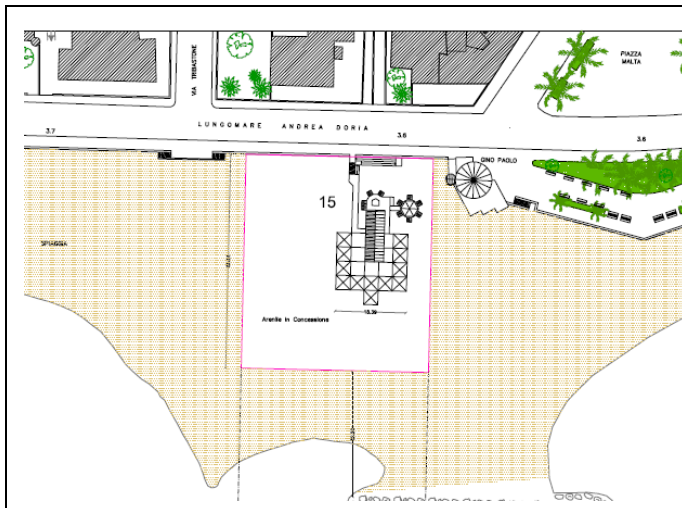 PIAZZA
MALTA
VIA TRIBASTONE
LUNGOMARE ANDREA DORIA
3.7
3.6
3.6
GINO PAOLO
15
SPIAGGIA
18.39
Arenile in Concessione